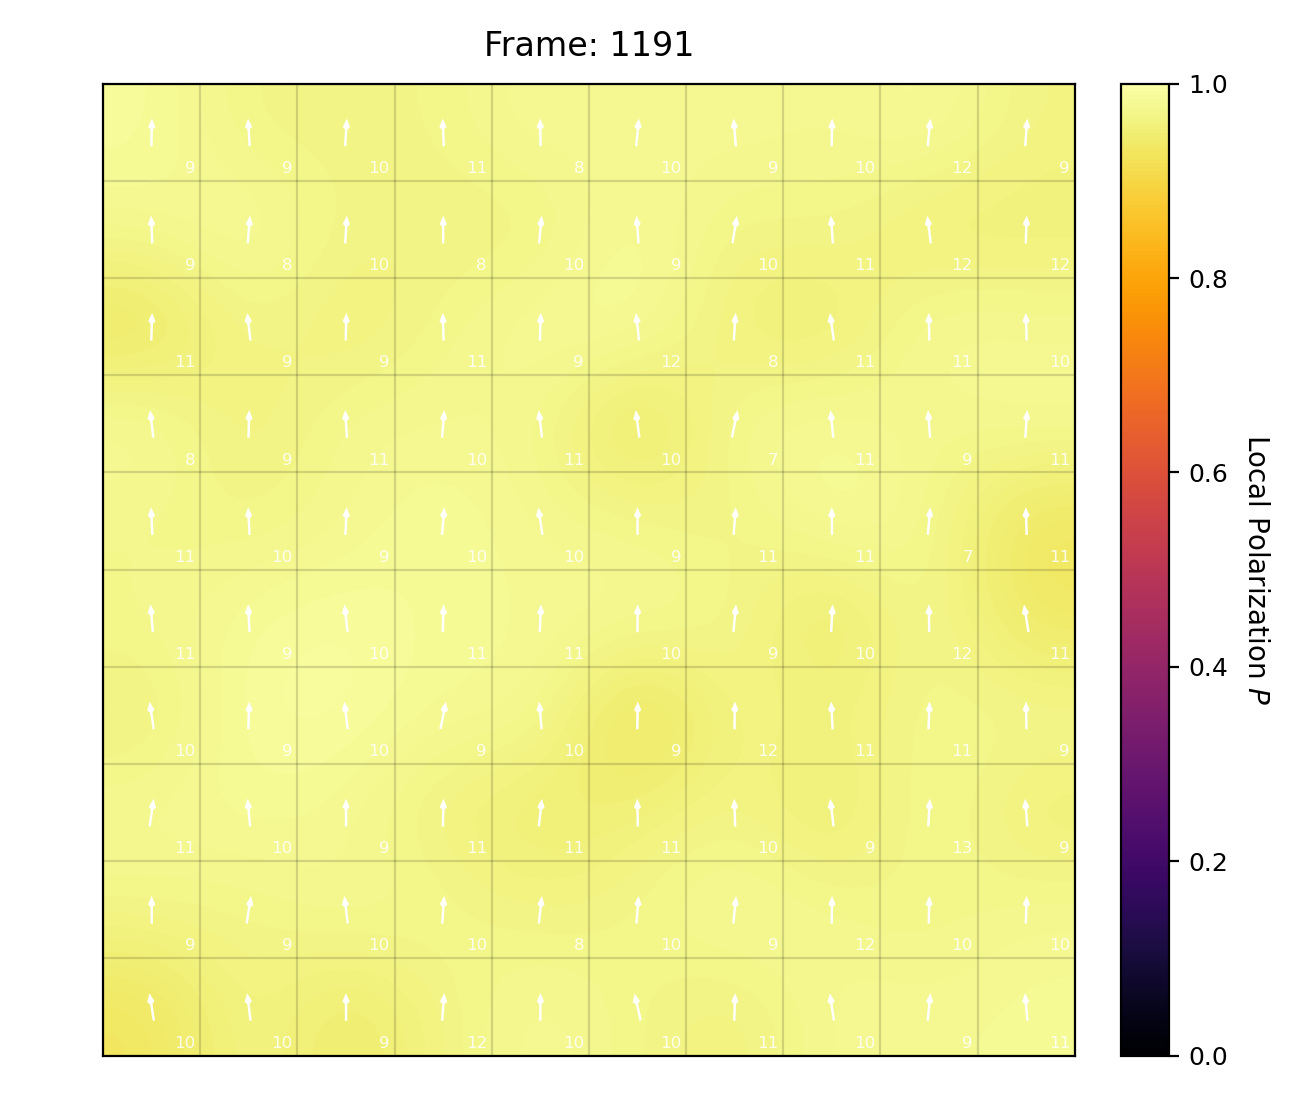 Frame: 1191
9 9 10 11 8 10 9 10 12 9
9 8 10 8 10 9 10 11 12 12
11 9 9 11 9 12 8 11 11 10
8 9 11 10 11 10 7 11 9 11
11 10 9 10 10 9 11 11 7 11
11 9 10 11 11 10 9 10 12 11
10 9 10 9 10 9 12 11 11 9
11 10 9 11 11 11 10 9 13 9
9 9 10 10 8 10 9 12 10 10
10 10 9 12 10 10 11 10 9 11
1.0
0.8
0.6
0.4
0.2
0.0
Local Polarization P